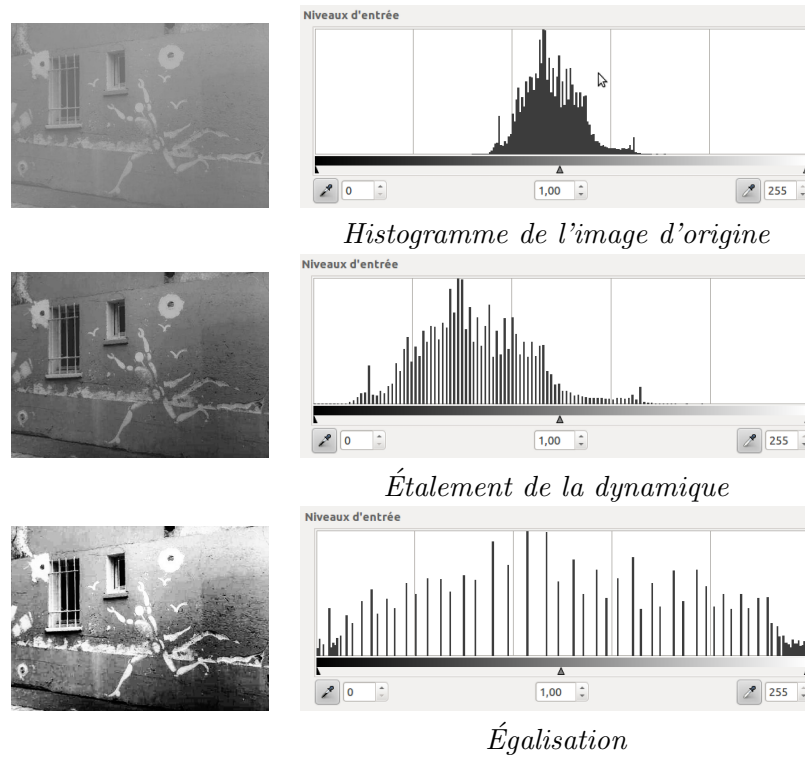 Niveaux d'entrée
0 1,00 255
Histogramme de l'image d'origine
Niveaux d'entrée
0 1,00 255
Étalement de la dynamique
Niveaux d'entrée
0 1,00 255
Égalisation